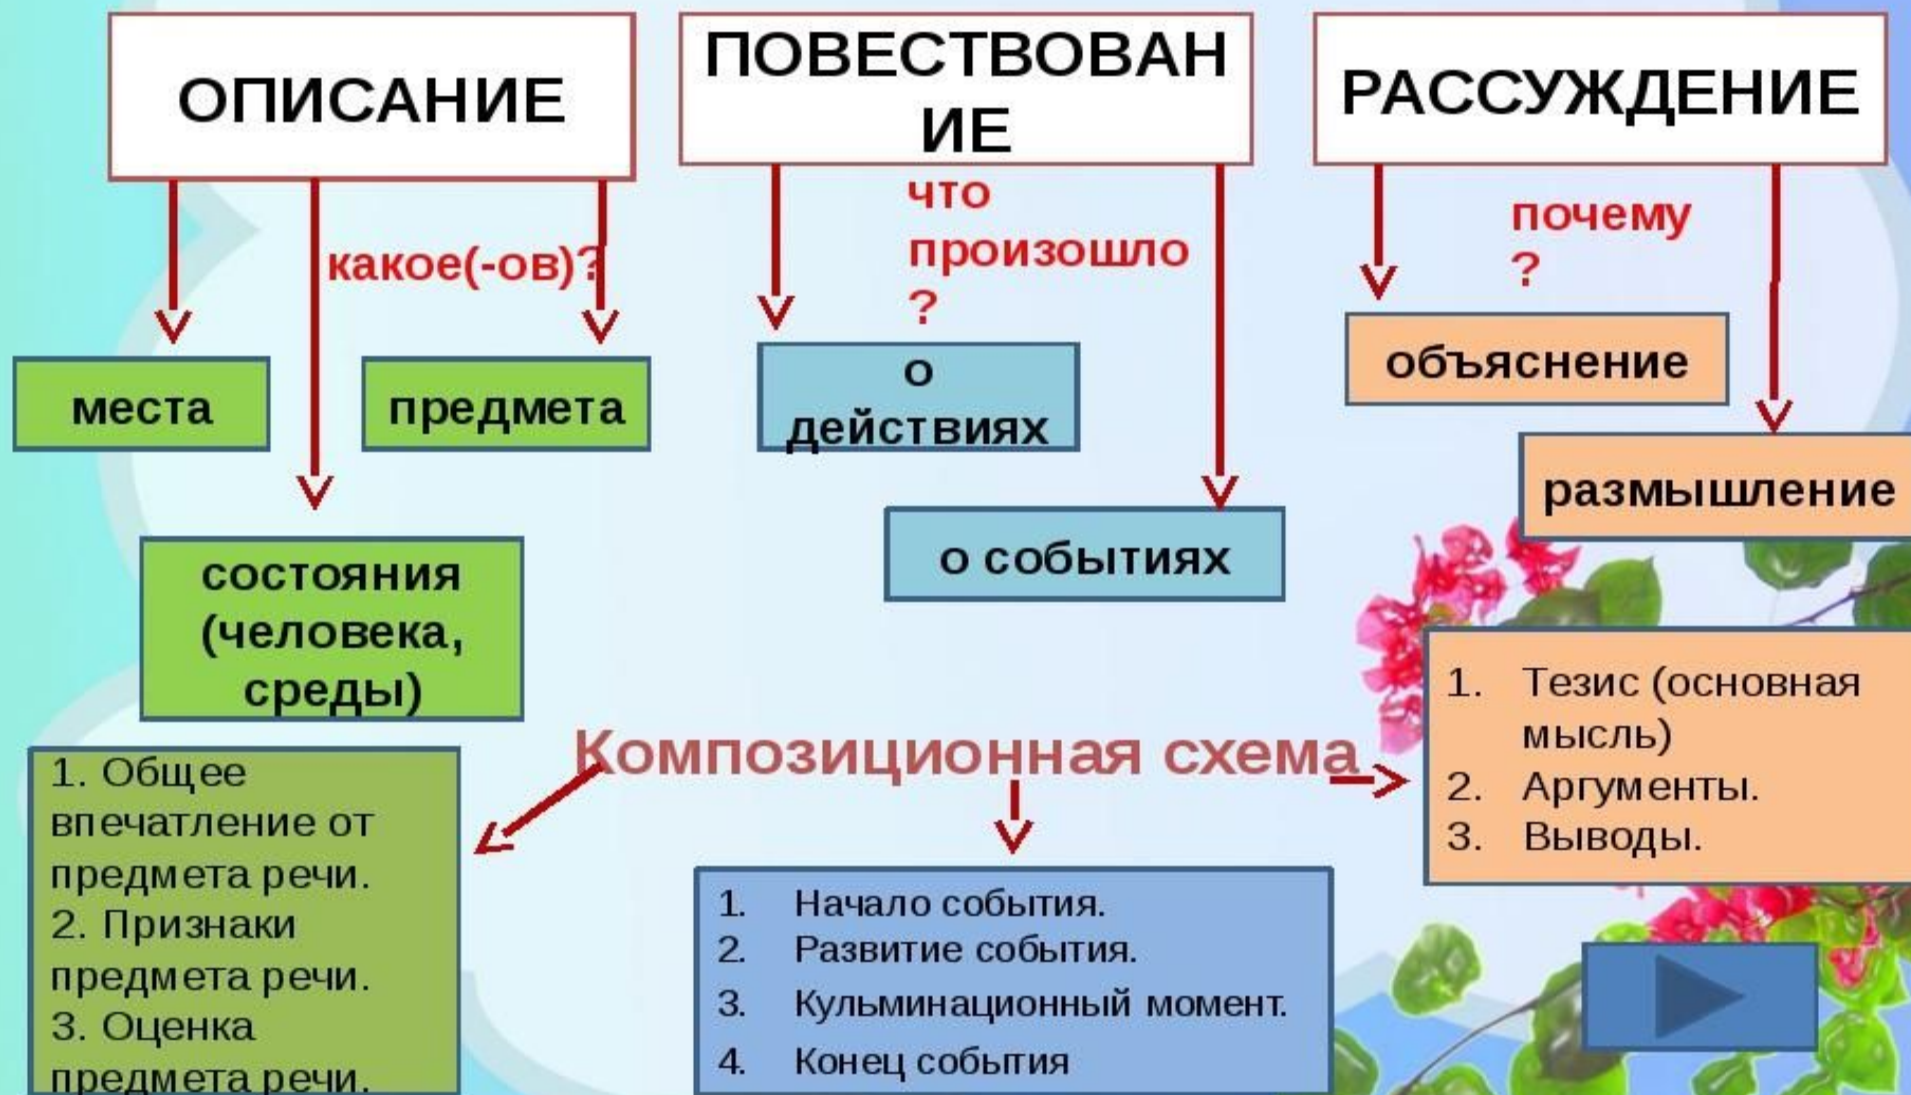 ОПИСАНИЕ
какое(-ов)?
места
предмета
состояния
(человека,
среды)
ПОВЕСТВОВАН
ИЕ
что
произошло
?
о
действиях
о событиях
РАССУЖДЕНИЕ
почему
?
объяснение
размышление
Композиционная схема
1. Общее
впечатление от
предмета речи.
2. Признаки
предмета речи.
3. Оценка
предмета речи.
1. Начало события.
2. Развитие события.
3. Кульминационный момент.
4. Конец события
1. Тезис (основная
мысль)
2. Аргументы.
3. Выводы.